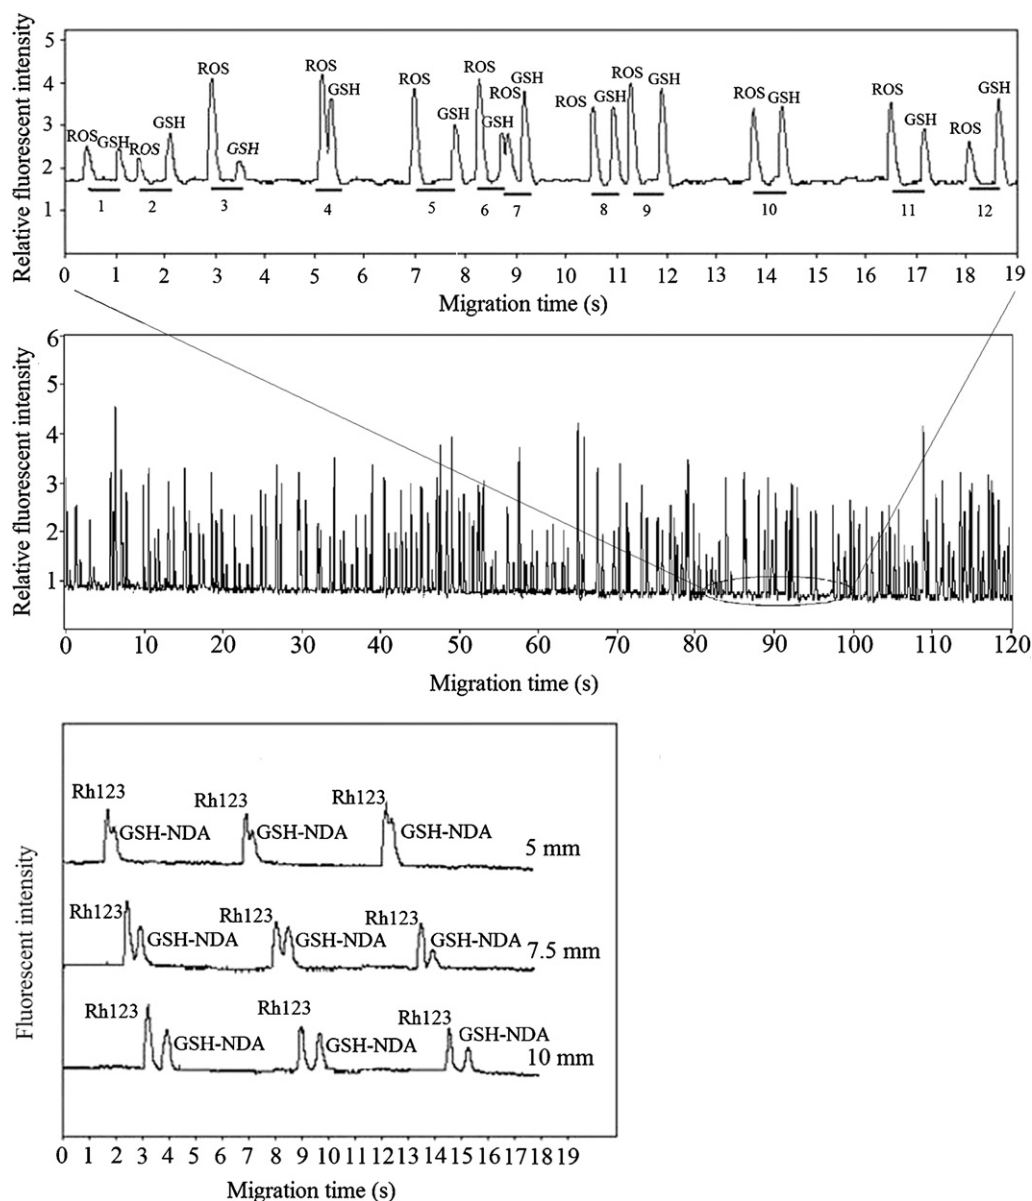 Relative fluorescent intensity
5
4
3
2
1
ROS GSH ROS GSH ROS GSH ROS GSH ROS GSH ROS GSH ROS GSH ROS GSH ROS GSH ROS GSH ROS GSH ROS GSH
1 2 3 4 5 6 7 8 9 10 11 12
0 1 2 3 4 5 6 7 8 9 10 11 12 13 14 15 16 17 18 19
Migration time (s)
Relative fluorescent intensity
6
5
4
3
2
1
0 10 20 30 40 50 60 70 80 90 100 110 120
Migration time (s)
Fluorescent intensity
Rh123 GSH-NDA Rh123 GSH-NDA Rh123 GSH-NDA 5 mm
Rh123 GSH-NDA Rh123 GSH-NDA Rh123 GSH-NDA 7.5 mm
Rh123 GSH-NDA Rh123 GSH-NDA Rh123 GSH-NDA 10 mm
0 1 2 3 4 5 6 7 8 9 10 11 12 13 14 15 16 17 18 19
Migration time (s)